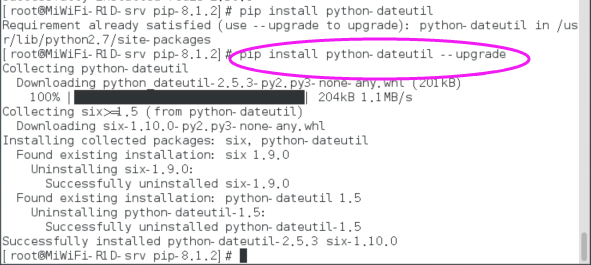 [root@MiWiFi-R1D-srv pip-8.1.2]# pip install python-dateutil
Requirement already satisfied (use --upgrade to upgrade): python-dateutil in /us
r/lib/python2.7/site-packages
[root@MiWiFi-R1D-srv pip-8.1.2]# pip install python-dateutil --upgrade
Collecting python-dateutil
  Downloading python_dateutil-2.5.3-py2.py3-none-any.whl (201kB)
    100% |████████████████████████████████| 204kB 1.1MB/s
Collecting six>=1.5 (from python-dateutil)
  Downloading six-1.10.0-py2.py3-none-any.whl
Installing collected packages: six, python-dateutil
  Found existing installation: six 1.9.0
    Uninstalling six-1.9.0:
      Successfully uninstalled six-1.9.0
  Found existing installation: python-dateutil 1.5
    Uninstalling python-dateutil-1.5:
      Successfully uninstalled python-dateutil-1.5
Successfully installed python-dateutil-2.5.3 six-1.10.0
[root@MiWiFi-R1D-srv pip-8.1.2]#